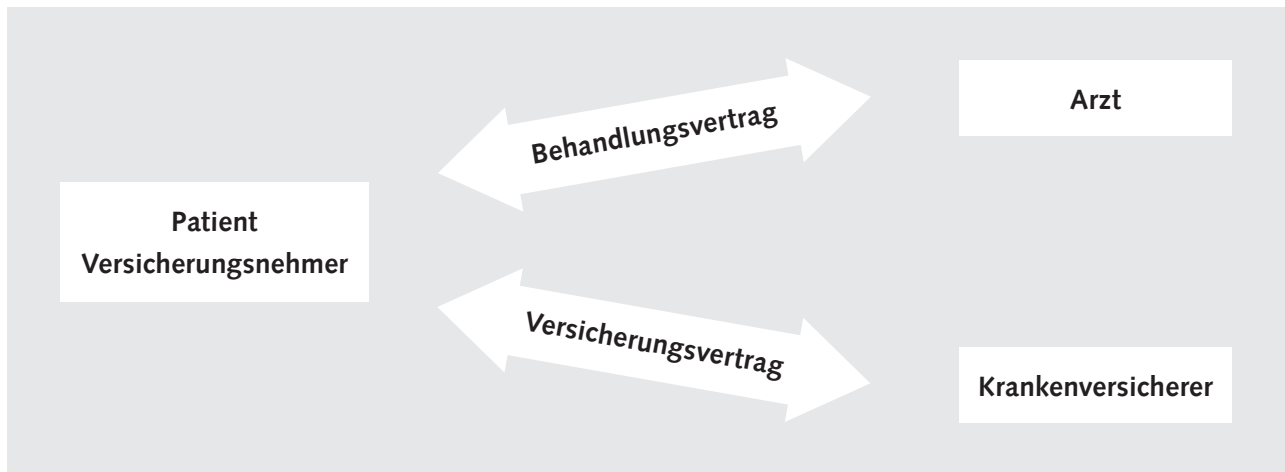 Behandlungsvertrag
Arzt
Patient
Versicherungsnehmer
Versicherungsvertrag
Krankenversicherer